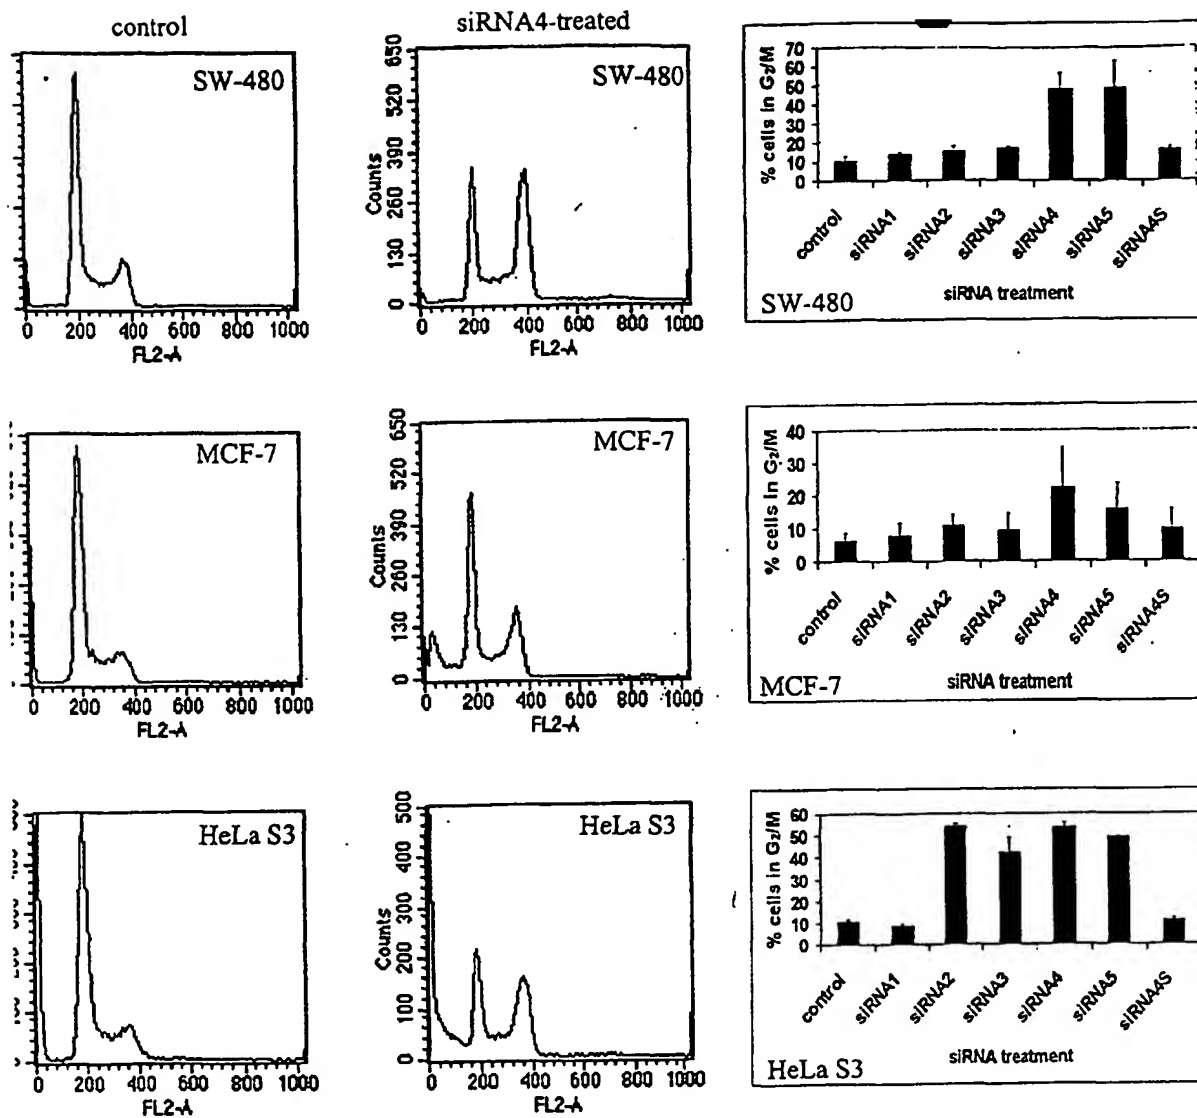 control
siRNA4-treated
SW-480
0 200 400 600 800 1000
FL2-A
SW-480
Counts
650
520
390
260
130
0
0 200 400 600 800 1000
FL2-A
% cells in G₂/M
70
60
50
40
30
20
10
0
control siRNA1 siRNA2 siRNA3 siRNA4 siRNA5 siRNA4S
siRNA treatment
SW-480
MCF-7
0 200 400 600 800 1000
FL2-A
MCF-7
Counts
650
520
390
260
130
0
0 200 400 600 800 1000
FL2-A
% cells in G₂/M
40
30
20
10
0
control siRNA1 siRNA2 siRNA3 siRNA4 siRNA5 siRNA4S
siRNA treatment
MCF-7
HeLa S3
0 200 400 600 800 1000
FL2-A
HeLa S3
Counts
500
400
300
200
100
0
0 200 400 600 800 1000
FL2-A
% cells in G₂/M
60
50
40
30
20
10
0
control siRNA1 siRNA2 siRNA3 siRNA4 siRNA5 siRNA4S
siRNA treatment
HeLa S3